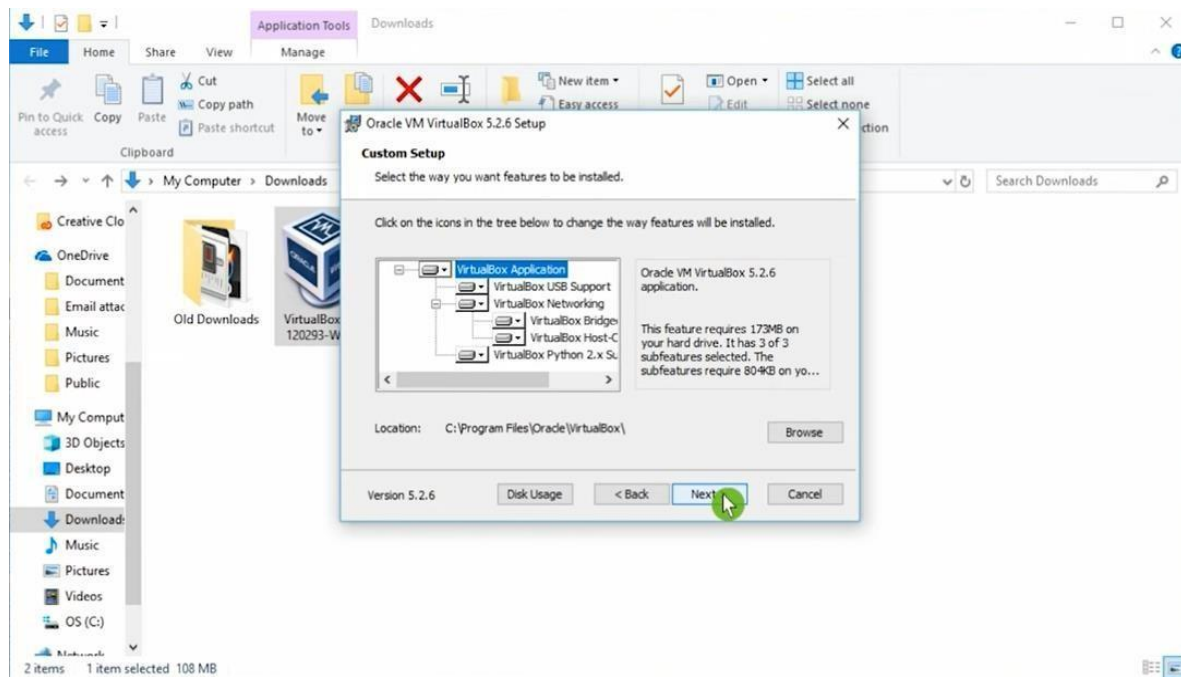 Application Tools
Downloads
File
Home
Share
View
Manage
Pin to Quick access
Copy
Paste
Cut
Copy path
Paste shortcut
Clipboard
Move to
New item
Easy access
Open
Edit
Select all
Select none
My Computer > Downloads
Search Downloads
Creative Clo
OneDrive
Document
Email attac
Music
Pictures
Public
My Comput
3D Objects
Desktop
Document
Download
Music
Pictures
Videos
OS (C:)
Network
Old Downloads
VirtualBox
120293-W
Oracle VM VirtualBox 5.2.6 Setup
Custom Setup
Select the way you want features to be installed.
Click on the icons in the tree below to change the way features will be installed.
VirtualBox Application
VirtualBox USB Support
VirtualBox Networking
VirtualBox Bridge
VirtualBox Host-C
VirtualBox Python 2.x Su
Oracle VM VirtualBox 5.2.6
application.
This feature requires 173MB on
your hard drive. It has 3 of 3
subfeatures selected. The
subfeatures require 804KB on yo...
Location: C:\Program Files\Oracle\VirtualBox\
Browse
Version 5.2.6
Disk Usage
< Back
Next
Cancel
2 items 1 item selected 108 MB